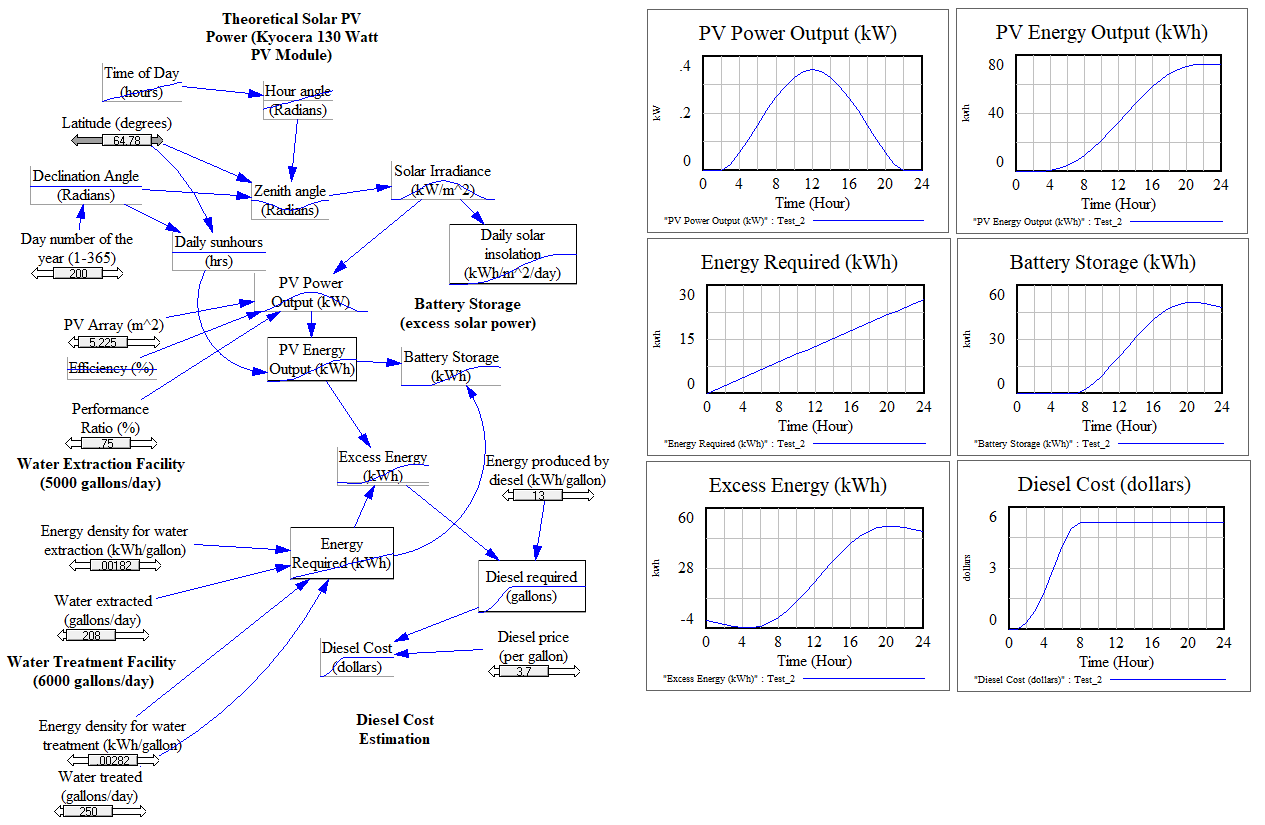 Theoretical Solar PV
Power (Kyocera 130 Watt
PV Module)
Time of Day
(hours)
Hour angle
(Radians)
Latitude (degrees)
64.78
Declination Angle
(Radians)
Zenith angle
(Radians)
Solar Irradiance
(kW/m^2)
Day number of the
year (1-365)
200
Daily sunhours
(hrs)
Daily solar
insolation
(kWh/m^2/day)
PV Power
Output (kW)
Battery Storage
(excess solar power)
PV Array (m^2)
5.225
Efficiency (%)
PV Energy
Output (kWh)
Battery Storage
(kWh)
Performance
Ratio (%)
.75
Water Extraction Facility
(5000 gallons/day)
Excess Energy
(kWh)
Energy produced by
diesel (kWh/gallon)
13
Energy density for water
extraction (kWh/gallon)
.00182
Energy
Required (kWh)
Water extracted
(gallons/day)
208
Diesel required
(gallons)
Water Treatment Facility
(6000 gallons/day)
Diesel Cost
(dollars)
Diesel price
(per gallon)
3.7
Diesel Cost
Estimation
Energy density for water
treatment (kWh/gallon)
.00282
Water treated
(gallons/day)
250
PV Power Output (kW)
.4
.2
0
kW
0 4 8 12 16 20 24
Time (Hour)
"PV Power Output (kW)" : Test_2
PV Energy Output (kWh)
80
40
0
kwh
0 4 8 12 16 20 24
Time (Hour)
"PV Energy Output (kWh)" : Test_2
Energy Required (kWh)
30
15
0
kwh
0 4 8 12 16 20 24
Time (Hour)
"Energy Required (kWh)" : Test_2
Battery Storage (kWh)
60
30
0
kwh
0 4 8 12 16 20 24
Time (Hour)
"Battery Storage (kWh)" : Test_2
Excess Energy (kWh)
60
28
-4
kwh
0 4 8 12 16 20 24
Time (Hour)
"Excess Energy (kWh)" : Test_2
Diesel Cost (dollars)
6
3
0
dollars
0 4 8 12 16 20 24
Time (Hour)
"Diesel Cost (dollars)" : Test_2